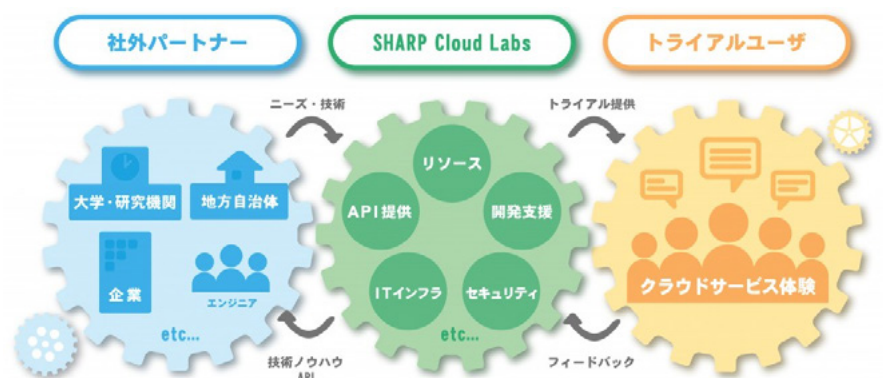 社外パートナー
SHARP Cloud Labs
トライアルユーザ
ニーズ・技術
トライアル提供
大学・研究機関
地方自治体
企業
エンジニア
etc...
リソース
API提供
開発支援
ITインフラ
セキュリティ
etc...
クラウドサービス体験
技術ノウハウ
API
フィードバック